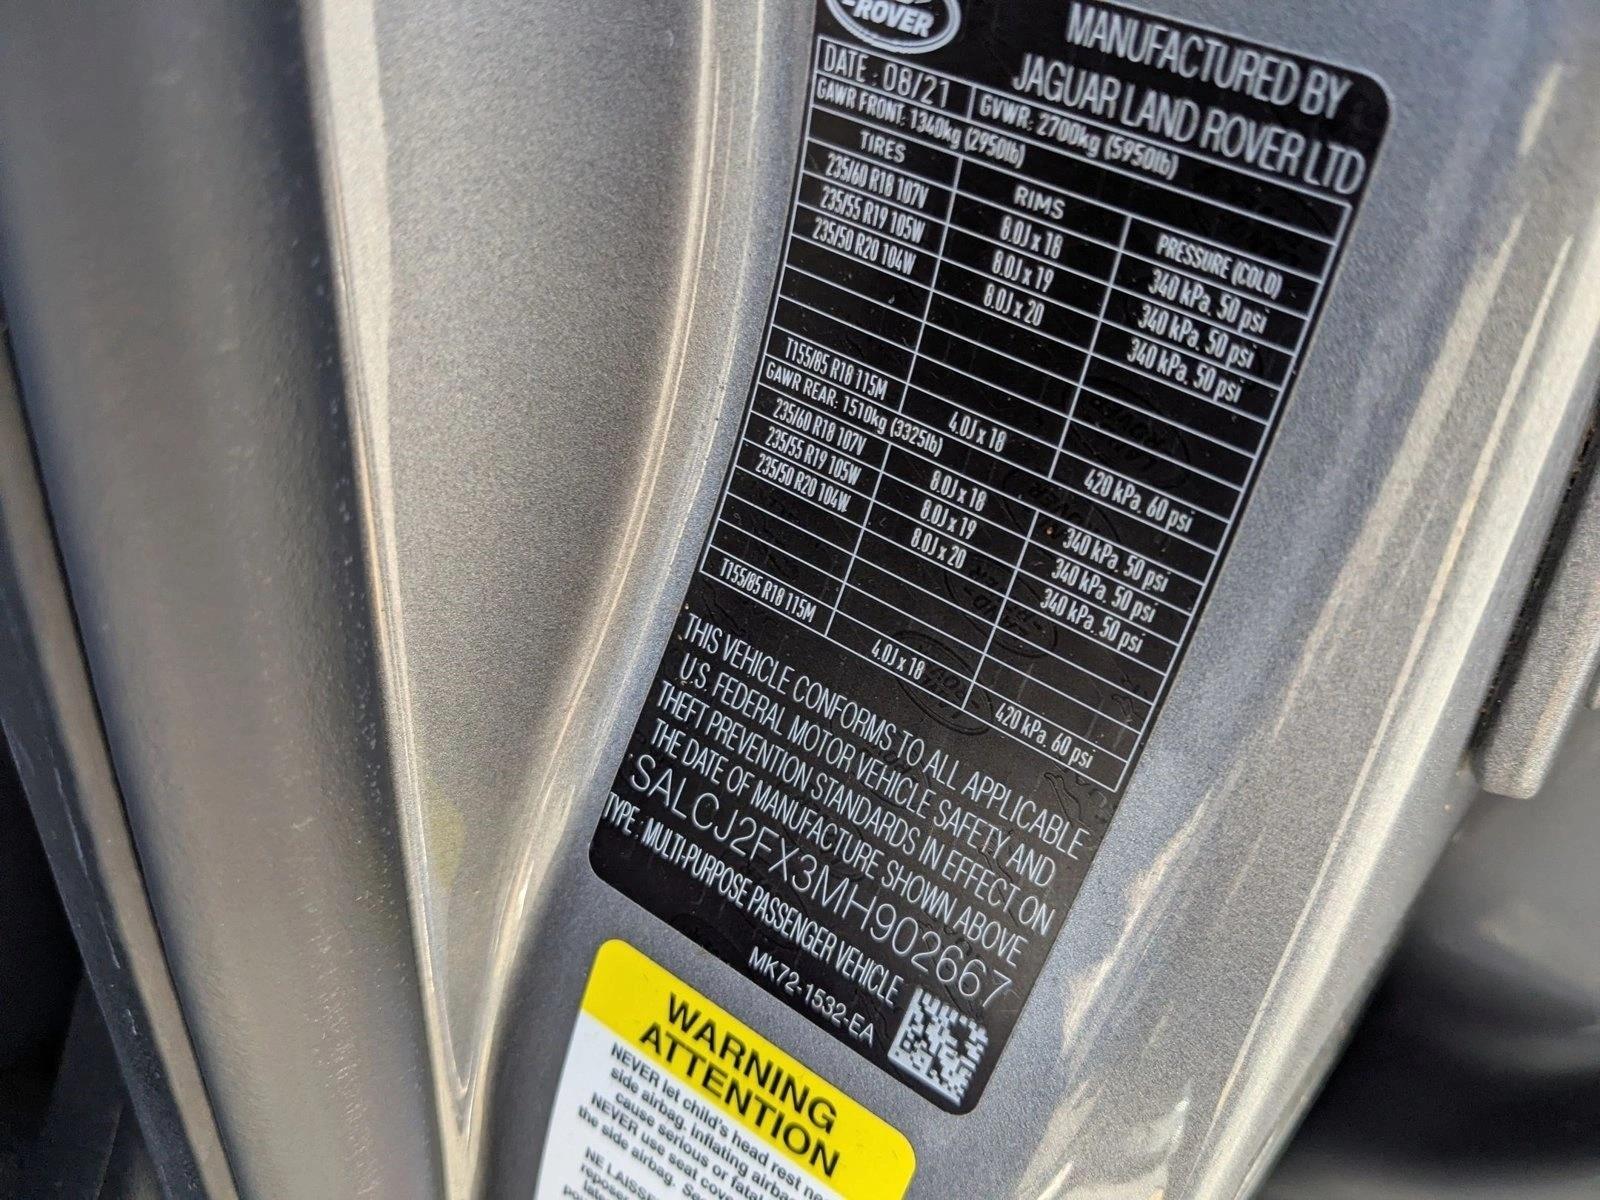 -ROVER
MANUFACTURED BY
JAGUAR LAND ROVER LTD
DATE : 08/21 GVWR: 2700kg (5950lb)
GAWR FRONT: 1340kg (2950lb)
TIRES RIMS PRESSURE (COLD)
235/60 R18 107V 8.0J x 18 340 kPa. 50 psi
235/55 R19 105W 8.0J x 19 340 kPa. 50 psi
235/50 R20 104W 8.0J x 20 340 kPa. 50 psi
T155/85 R18 115M 4.0J x 18 420 kPa. 60 psi
GAWR REAR: 1510kg (3325lb)
235/60 R18 107V 8.0J x 18 340 kPa. 50 psi
235/55 R19 105W 8.0J x 19 340 kPa. 50 psi
235/50 R20 104W 8.0J x 20 340 kPa. 50 psi
T155/85 R18 115M 4.0J x 18 420 kPa. 60 psi
THIS VEHICLE CONFORMS TO ALL APPLICABLE
U.S. FEDERAL MOTOR VEHICLE SAFETY AND
THEFT PREVENTION STANDARDS IN EFFECT ON
THE DATE OF MANUFACTURE SHOWN ABOVE
SALCJ2FX3MH902667
TYPE : MULTI-PURPOSE PASSENGER VEHICLE
MK72-1532-EA
WARNING
ATTENTION
NEVER let child's head rest
side airbag. Inflating
cause serious or
NEVER use seat
the side airbag.
NE